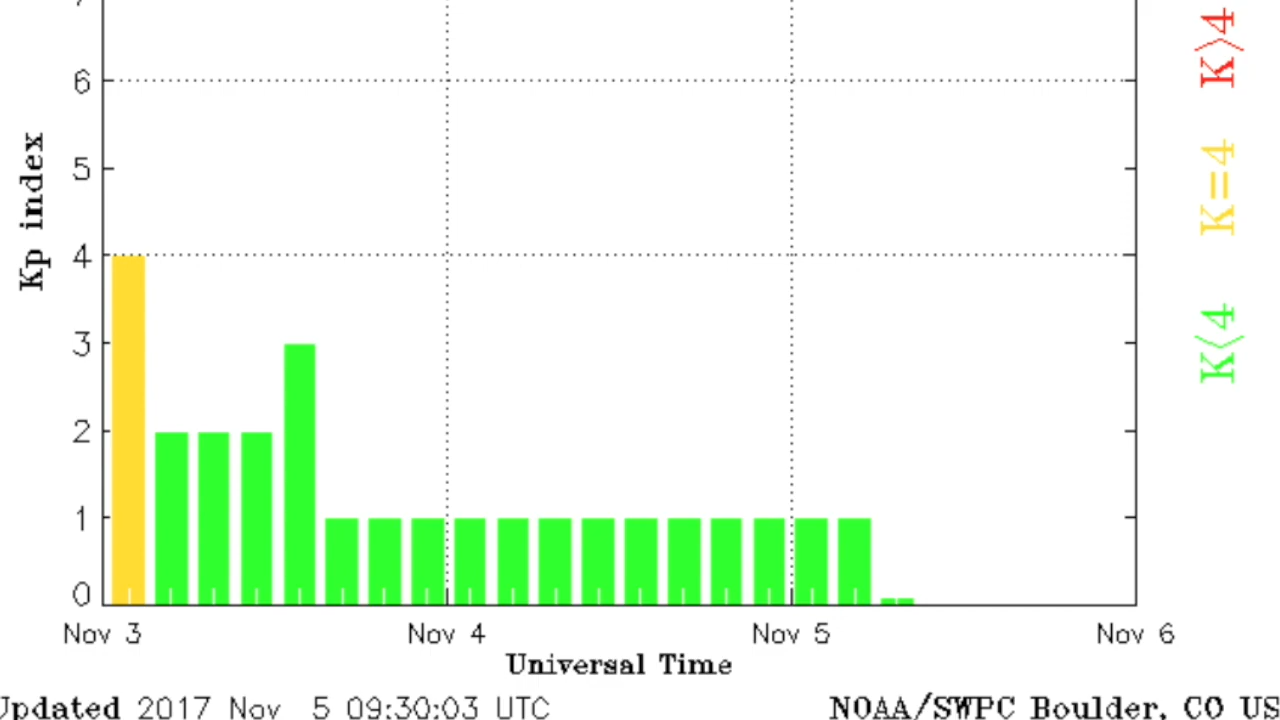 7
6
5
4
3
2
1
0
Kp index
K>4
K=4
K<4
Nov 3 Nov 4 Nov 5 Nov 6
Universal Time
Updated 2017 Nov 5 09:30:03 UTC
NOAA/SWPC Boulder, CO US